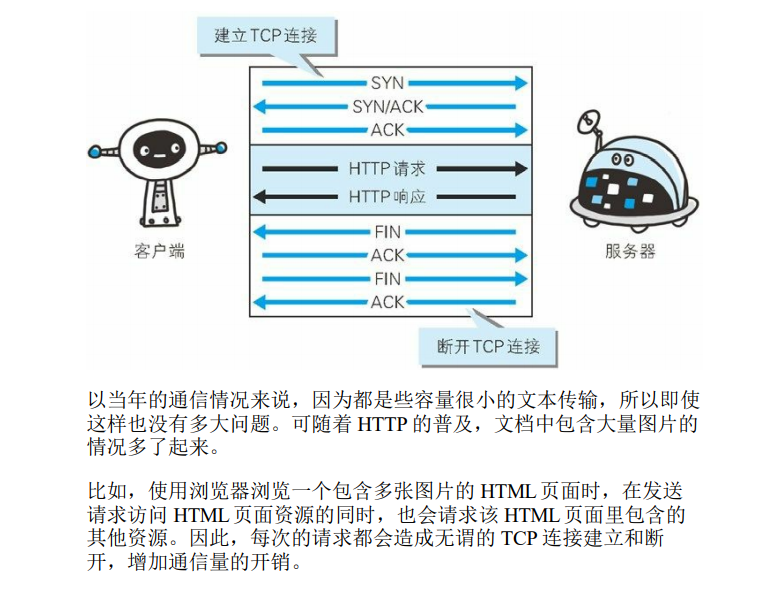 建立TCP连接
SYN
SYN/ACK
ACK
HTTP请求
HTTP响应
FIN
ACK
FIN
ACK
客户端
服务器
断开TCP连接
以当年的通信情况来说，因为都是些容量很小的文本传输，所以即使
这样也没有多大问题。可随着 HTTP 的普及，文档中包含大量图片的
情况多了起来。
比如，使用浏览器浏览一个包含多张图片的 HTML 页面时，在发送
请求访问 HTML 页面资源的同时，也会请求该 HTML 页面里包含的
其他资源。因此，每次的请求都会造成无谓的 TCP 连接建立和断
开，增加通信量的开销。